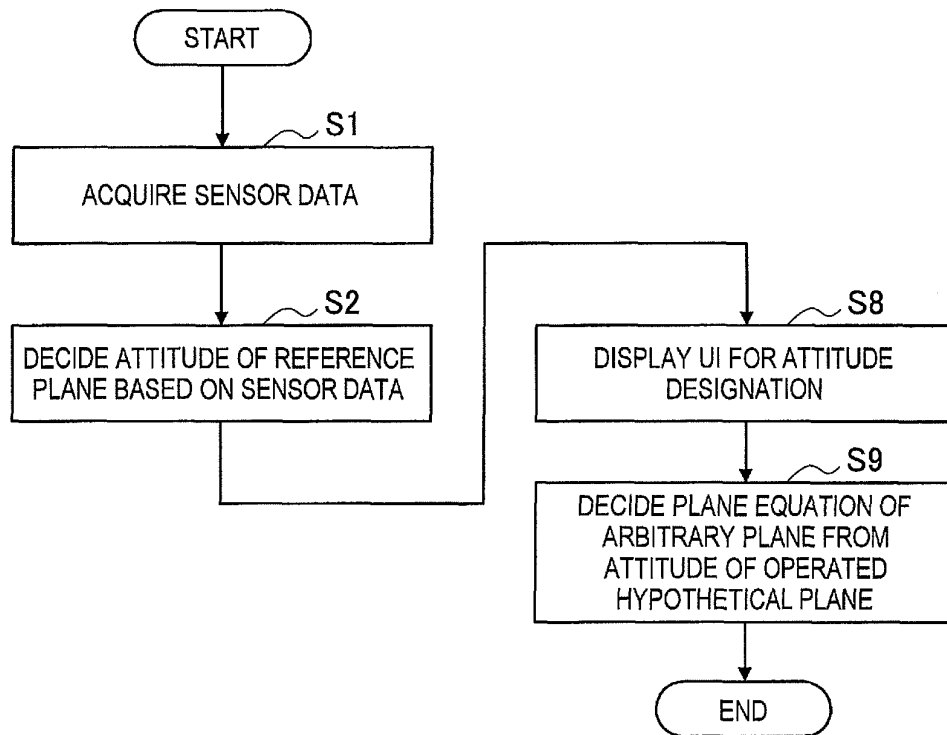 START
S1
ACQUIRE SENSOR DATA
S2
DECIDE ATTITUDE OF REFERENCE
PLANE BASED ON SENSOR DATA
S8
DISPLAY UI FOR ATTITUDE
DESIGNATION
S9
DECIDE PLANE EQUATION OF
ARBITRARY PLANE FROM
ATTITUDE OF OPERATED
HYPOTHETICAL PLANE
END